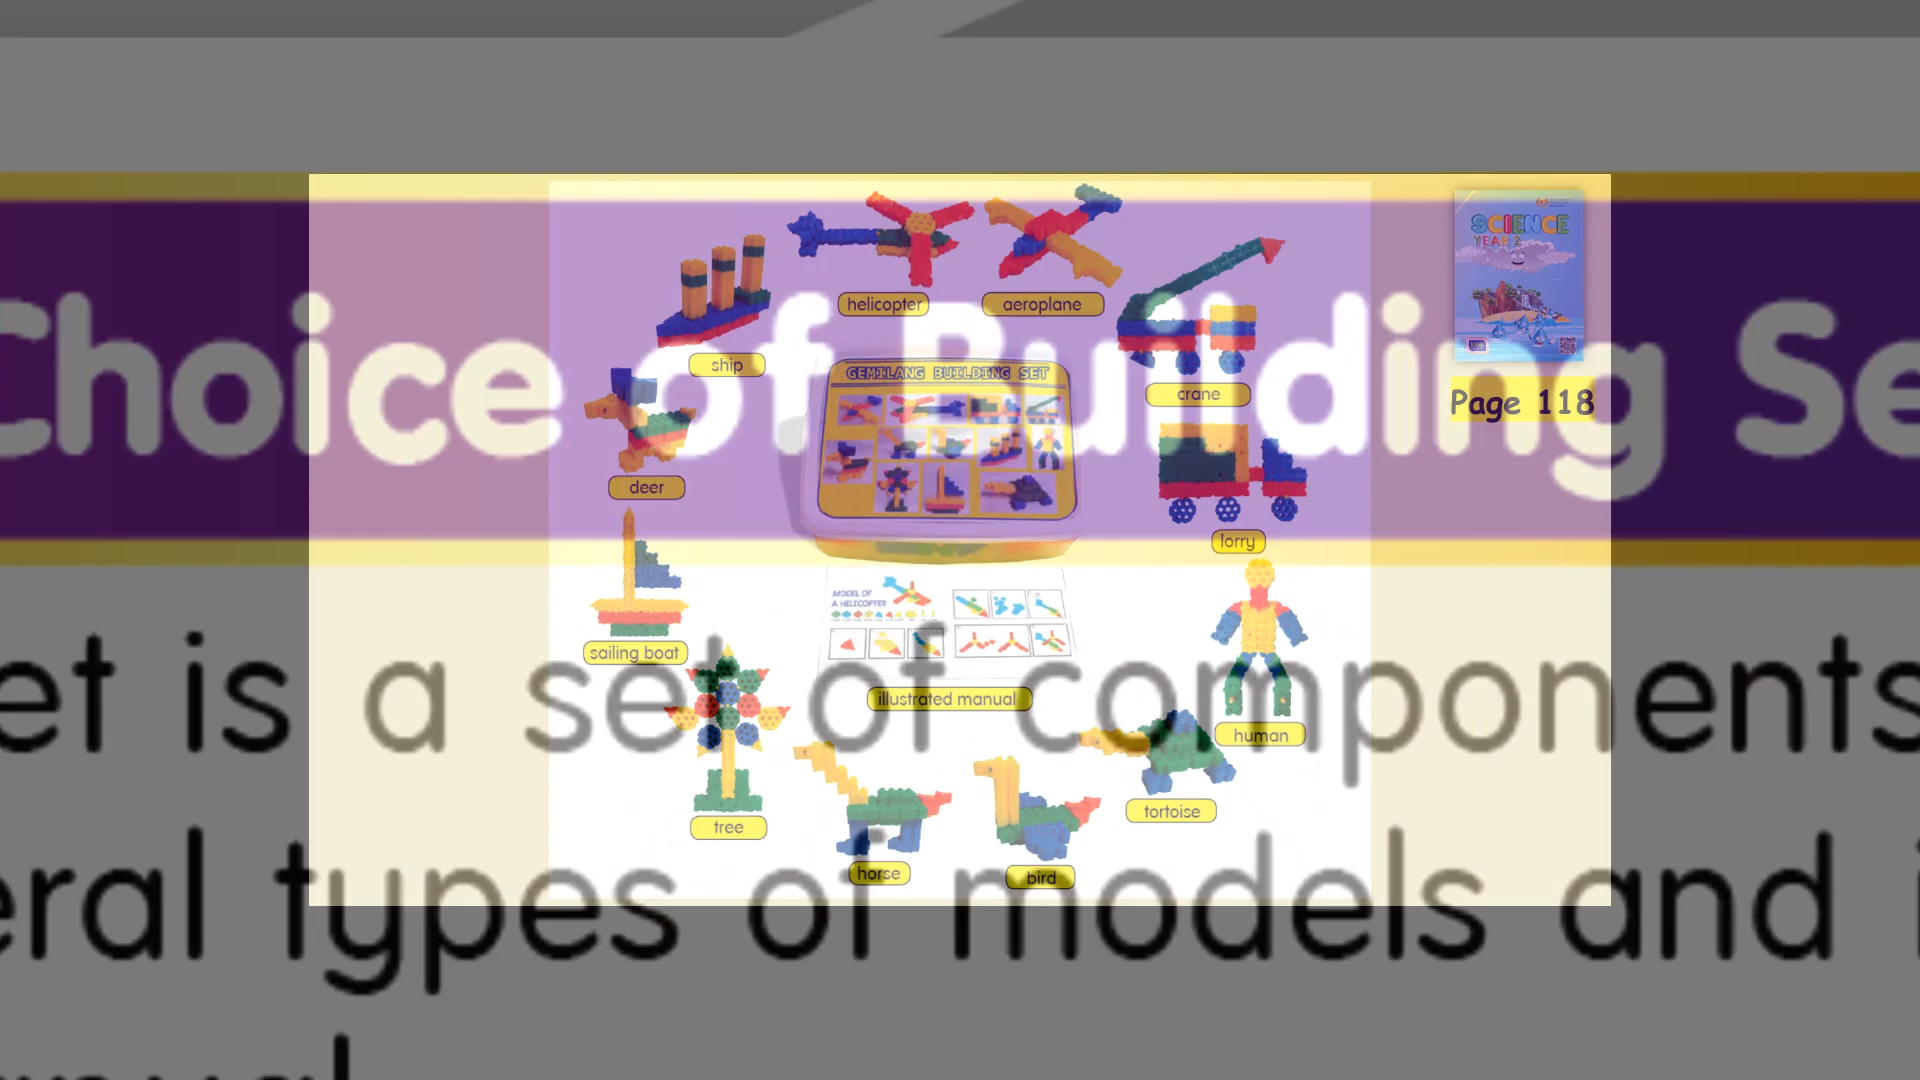 Choice of Building Se
helicopter
aeroplane
ship
crane
GEMILANG BUILDING SET
SCIENCE
YEAR 2
Page 118
deer
lorry
sailing boat
MODEL OF
A HELICOPTER
illustrated manual
human
tree
tortoise
horse
bird
et is a set of components
eral types of models and